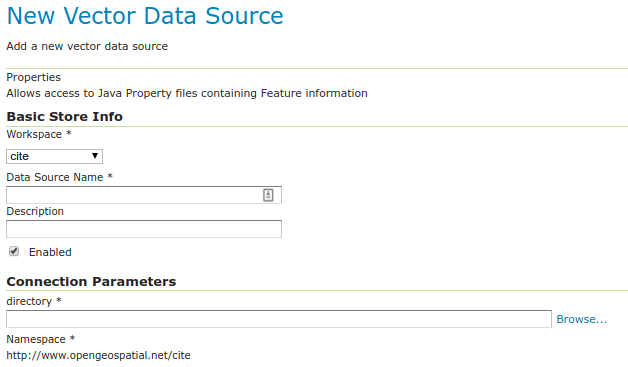 New Vector Data Source
Add a new vector data source
Properties
Allows access to Java Property files containing Feature information
Basic Store Info
Workspace *
cite
Data Source Name *
Description
Enabled
Connection Parameters
directory *
Browse...
Namespace *
http://www.opengeospatial.net/cite